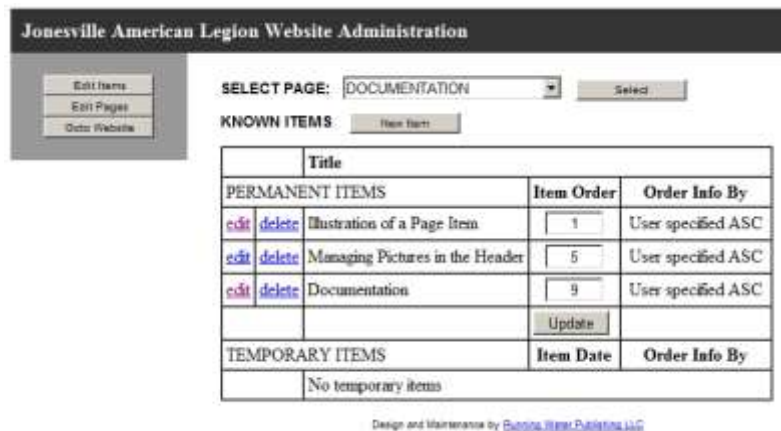 Jonesville American Legion Website Administration
Edit Items
Edit Pages
Goto Website
SELECT PAGE: DOCUMENTATION Select
KNOWN ITEMS New Item
Title
PERMANENT ITEMS Item Order Order Info By
edit delete Illustration of a Page Item 1 User specified ASC
edit delete Managing Pictures in the Header 5 User specified ASC
edit delete Documentation 9 User specified ASC
Update
TEMPORARY ITEMS Item Date Order Info By
No temporary items
Design and Maintenance by Running Water Publishing LLC